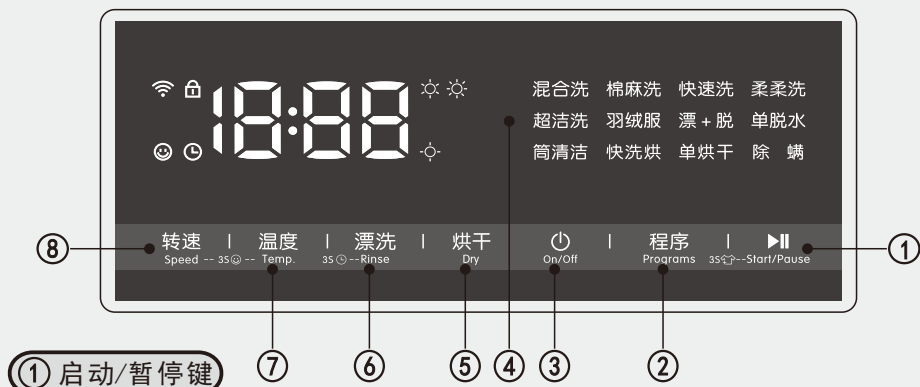 18:88
混合洗 棉麻洗 快速洗 柔柔洗
超洁洗 羽绒服 漂+脱 单脱水
筒清洁 快洗烘 单烘干 除 螨
⑧ 转速 | 温度 | 漂洗 | 烘干 | 程序 | ①
Speed -- 3S -- Temp. 3S --Rinse Dry On/Off Programs 3S --Start/Pause
⑦ ⑥ ⑤ ④ ③ ②
① 启动/暂停键